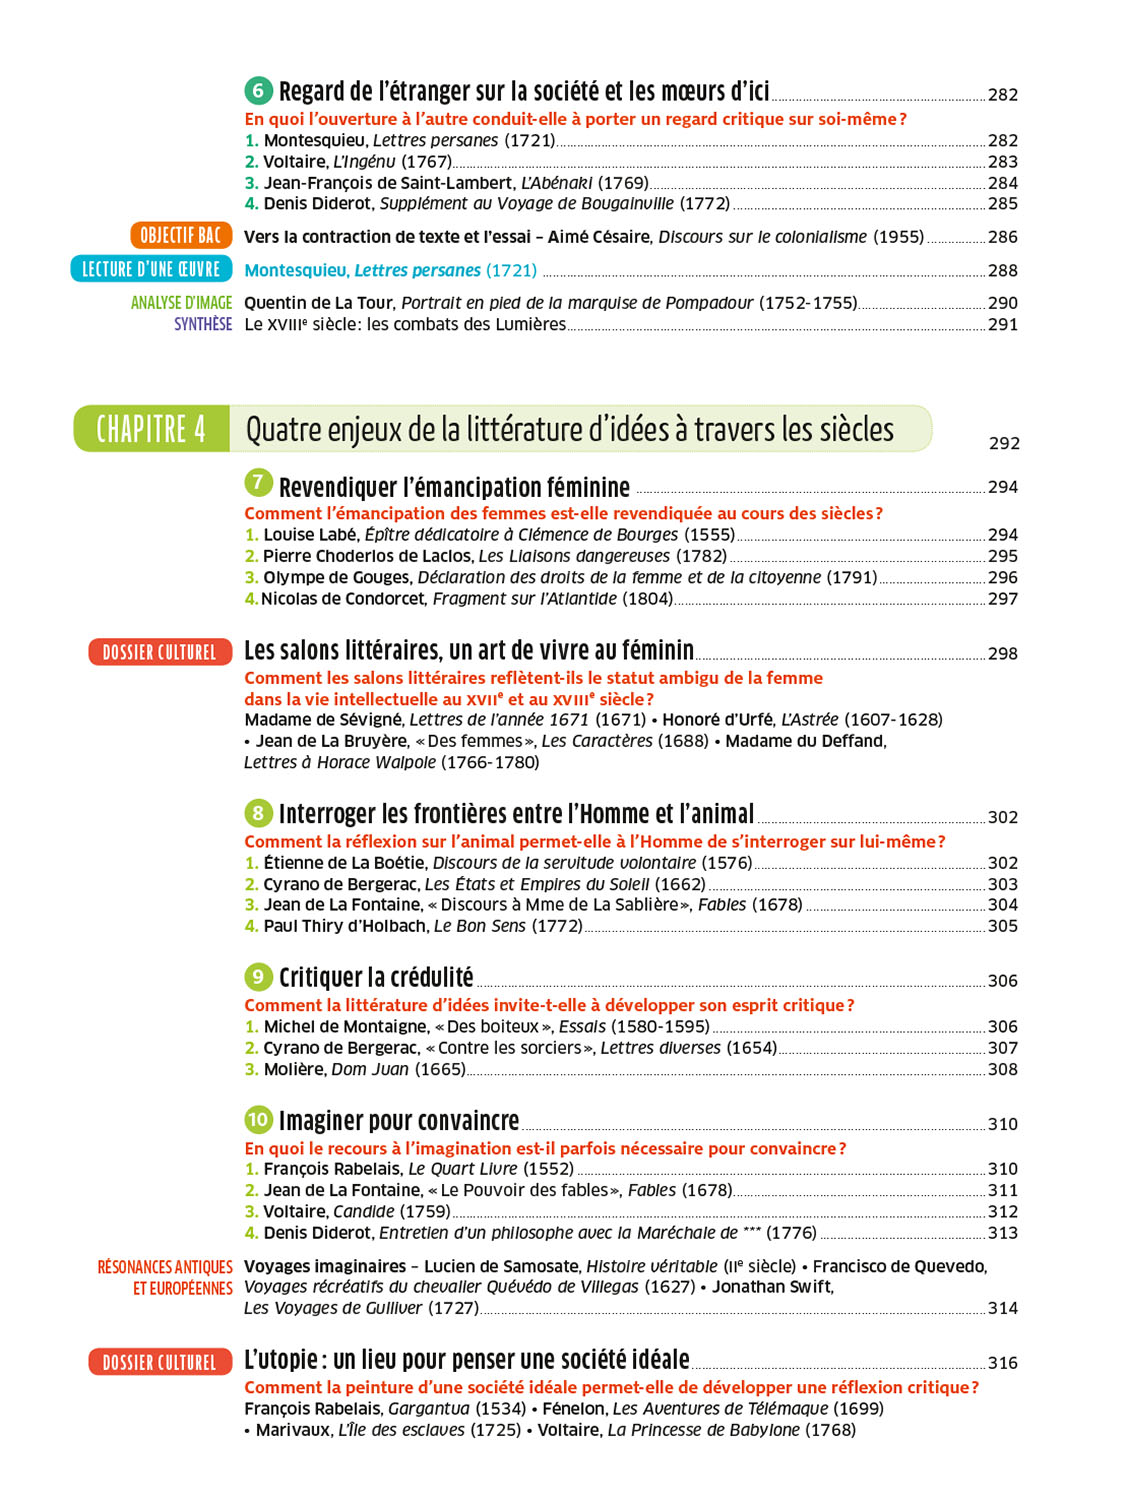 6 Regard de l'étranger sur la société et les mœurs d'ici 282
En quoi l'ouverture à l'autre conduit-elle à porter un regard critique sur soi-même ?
1. Montesquieu, Lettres persanes (1721) 282
2. Voltaire, L'Ingénu (1767) 283
3. Jean-François de Saint-Lambert, L'Abénaki (1769) 284
4. Denis Diderot, Supplément au Voyage de Bougainville (1772) 285
OBJECTIF BAC Vers la contraction de texte et l'essai – Aimé Césaire, Discours sur le colonialisme (1955) 286
LECTURE D'UNE ŒUVRE Montesquieu, Lettres persanes (1721) 288
ANALYSE D'IMAGE Quentin de La Tour, Portrait en pied de la marquise de Pompadour (1752-1755) 290
SYNTHÈSE Le XVIIIe siècle : les combats des Lumières 291
CHAPITRE 4 Quatre enjeux de la littérature d'idées à travers les siècles 292
7 Revendiquer l'émancipation féminine 294
Comment l'émancipation des femmes est-elle revendiquée au cours des siècles ?
1. Louise Labé, Épître dédicatoire à Clémence de Bourges (1555) 294
2. Pierre Choderlos de Laclos, Les Liaisons dangereuses (1782) 295
3. Olympe de Gouges, Déclaration des droits de la femme et de la citoyenne (1791) 296
4. Nicolas de Condorcet, Fragment sur l'Atlantide (1804) 297
DOSSIER CULTUREL Les salons littéraires, un art de vivre au féminin 298
Comment les salons littéraires reflètent-ils le statut ambigu de la femme
dans la vie intellectuelle au XVIIe et au XVIIIe siècle ?
Madame de Sévigné, Lettres de l'année 1671 (1671) • Honoré d'Urfé, L'Astrée (1607-1628)
• Jean de La Bruyère, « Des femmes », Les Caractères (1688) • Madame du Deffand,
Lettres à Horace Walpole (1766-1780)
8 Interroger les frontières entre l'Homme et l'animal 302
Comment la réflexion sur l'animal permet-elle à l'Homme de s'interroger sur lui-même ?
1. Étienne de La Boétie, Discours de la servitude volontaire (1576) 302
2. Cyrano de Bergerac, Les États et Empires du Soleil (1662) 303
3. Jean de La Fontaine, « Discours à Mme de La Sablière », Fables (1678) 304
4. Paul Thiry d'Holbach, Le Bon Sens (1772) 305
9 Critiquer la crédulité 306
Comment la littérature d'idées invite-t-elle à développer son esprit critique ?
1. Michel de Montaigne, « Des boiteux », Essais (1580-1595) 306
2. Cyrano de Bergerac, « Contre les sorciers », Lettres diverses (1654) 307
3. Molière, Dom Juan (1665) 308
10 Imaginer pour convaincre 310
En quoi le recours à l'imagination est-il parfois nécessaire pour convaincre ?
1. François Rabelais, Le Quart Livre (1552) 310
2. Jean de La Fontaine, « Le Pouvoir des fables », Fables (1678) 311
3. Voltaire, Candide (1759) 312
4. Denis Diderot, Entretien d'un philosophe avec la Maréchale de *** (1776) 313
RÉSONANCES ANTIQUES Voyages imaginaires – Lucien de Samosate, Histoire véritable (IIe siècle) • Francisco de Quevedo,
ET EUROPÉENNES Voyages récréatifs du chevalier Quévédo de Villegas (1627) • Jonathan Swift,
Les Voyages de Gulliver (1727) 314
DOSSIER CULTUREL L'utopie : un lieu pour penser une société idéale 316
Comment la peinture d'une société idéale permet-elle de développer une réflexion critique ?
François Rabelais, Gargantua (1534) • Fénelon, Les Aventures de Télémaque (1699)
• Marivaux, L'Île des esclaves (1725) • Voltaire, La Princesse de Babylone (1768)